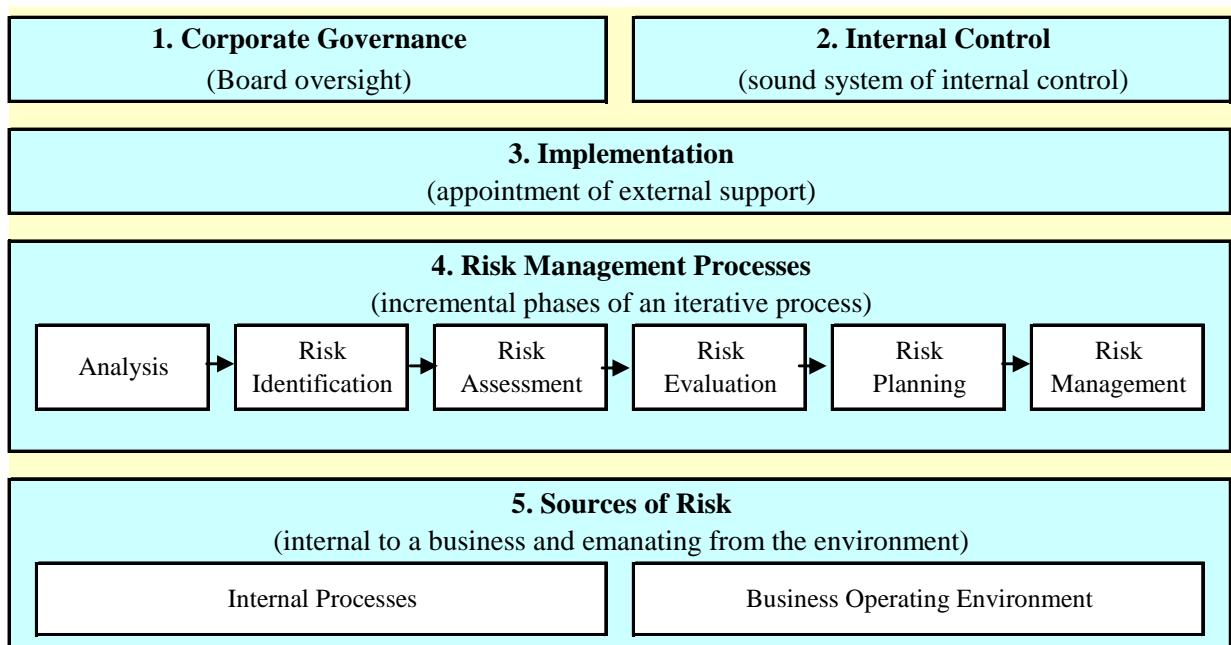 1. Corporate Governance
(Board oversight)
2. Internal Control
(sound system of internal control)
3. Implementation
(appointment of external support)
4. Risk Management Processes
(incremental phases of an iterative process)
Analysis
Risk
Identification
Risk
Assessment
Risk
Evaluation
Risk
Planning
Risk
Management
5. Sources of Risk
(internal to a business and emanating from the environment)
Internal Processes
Business Operating Environment